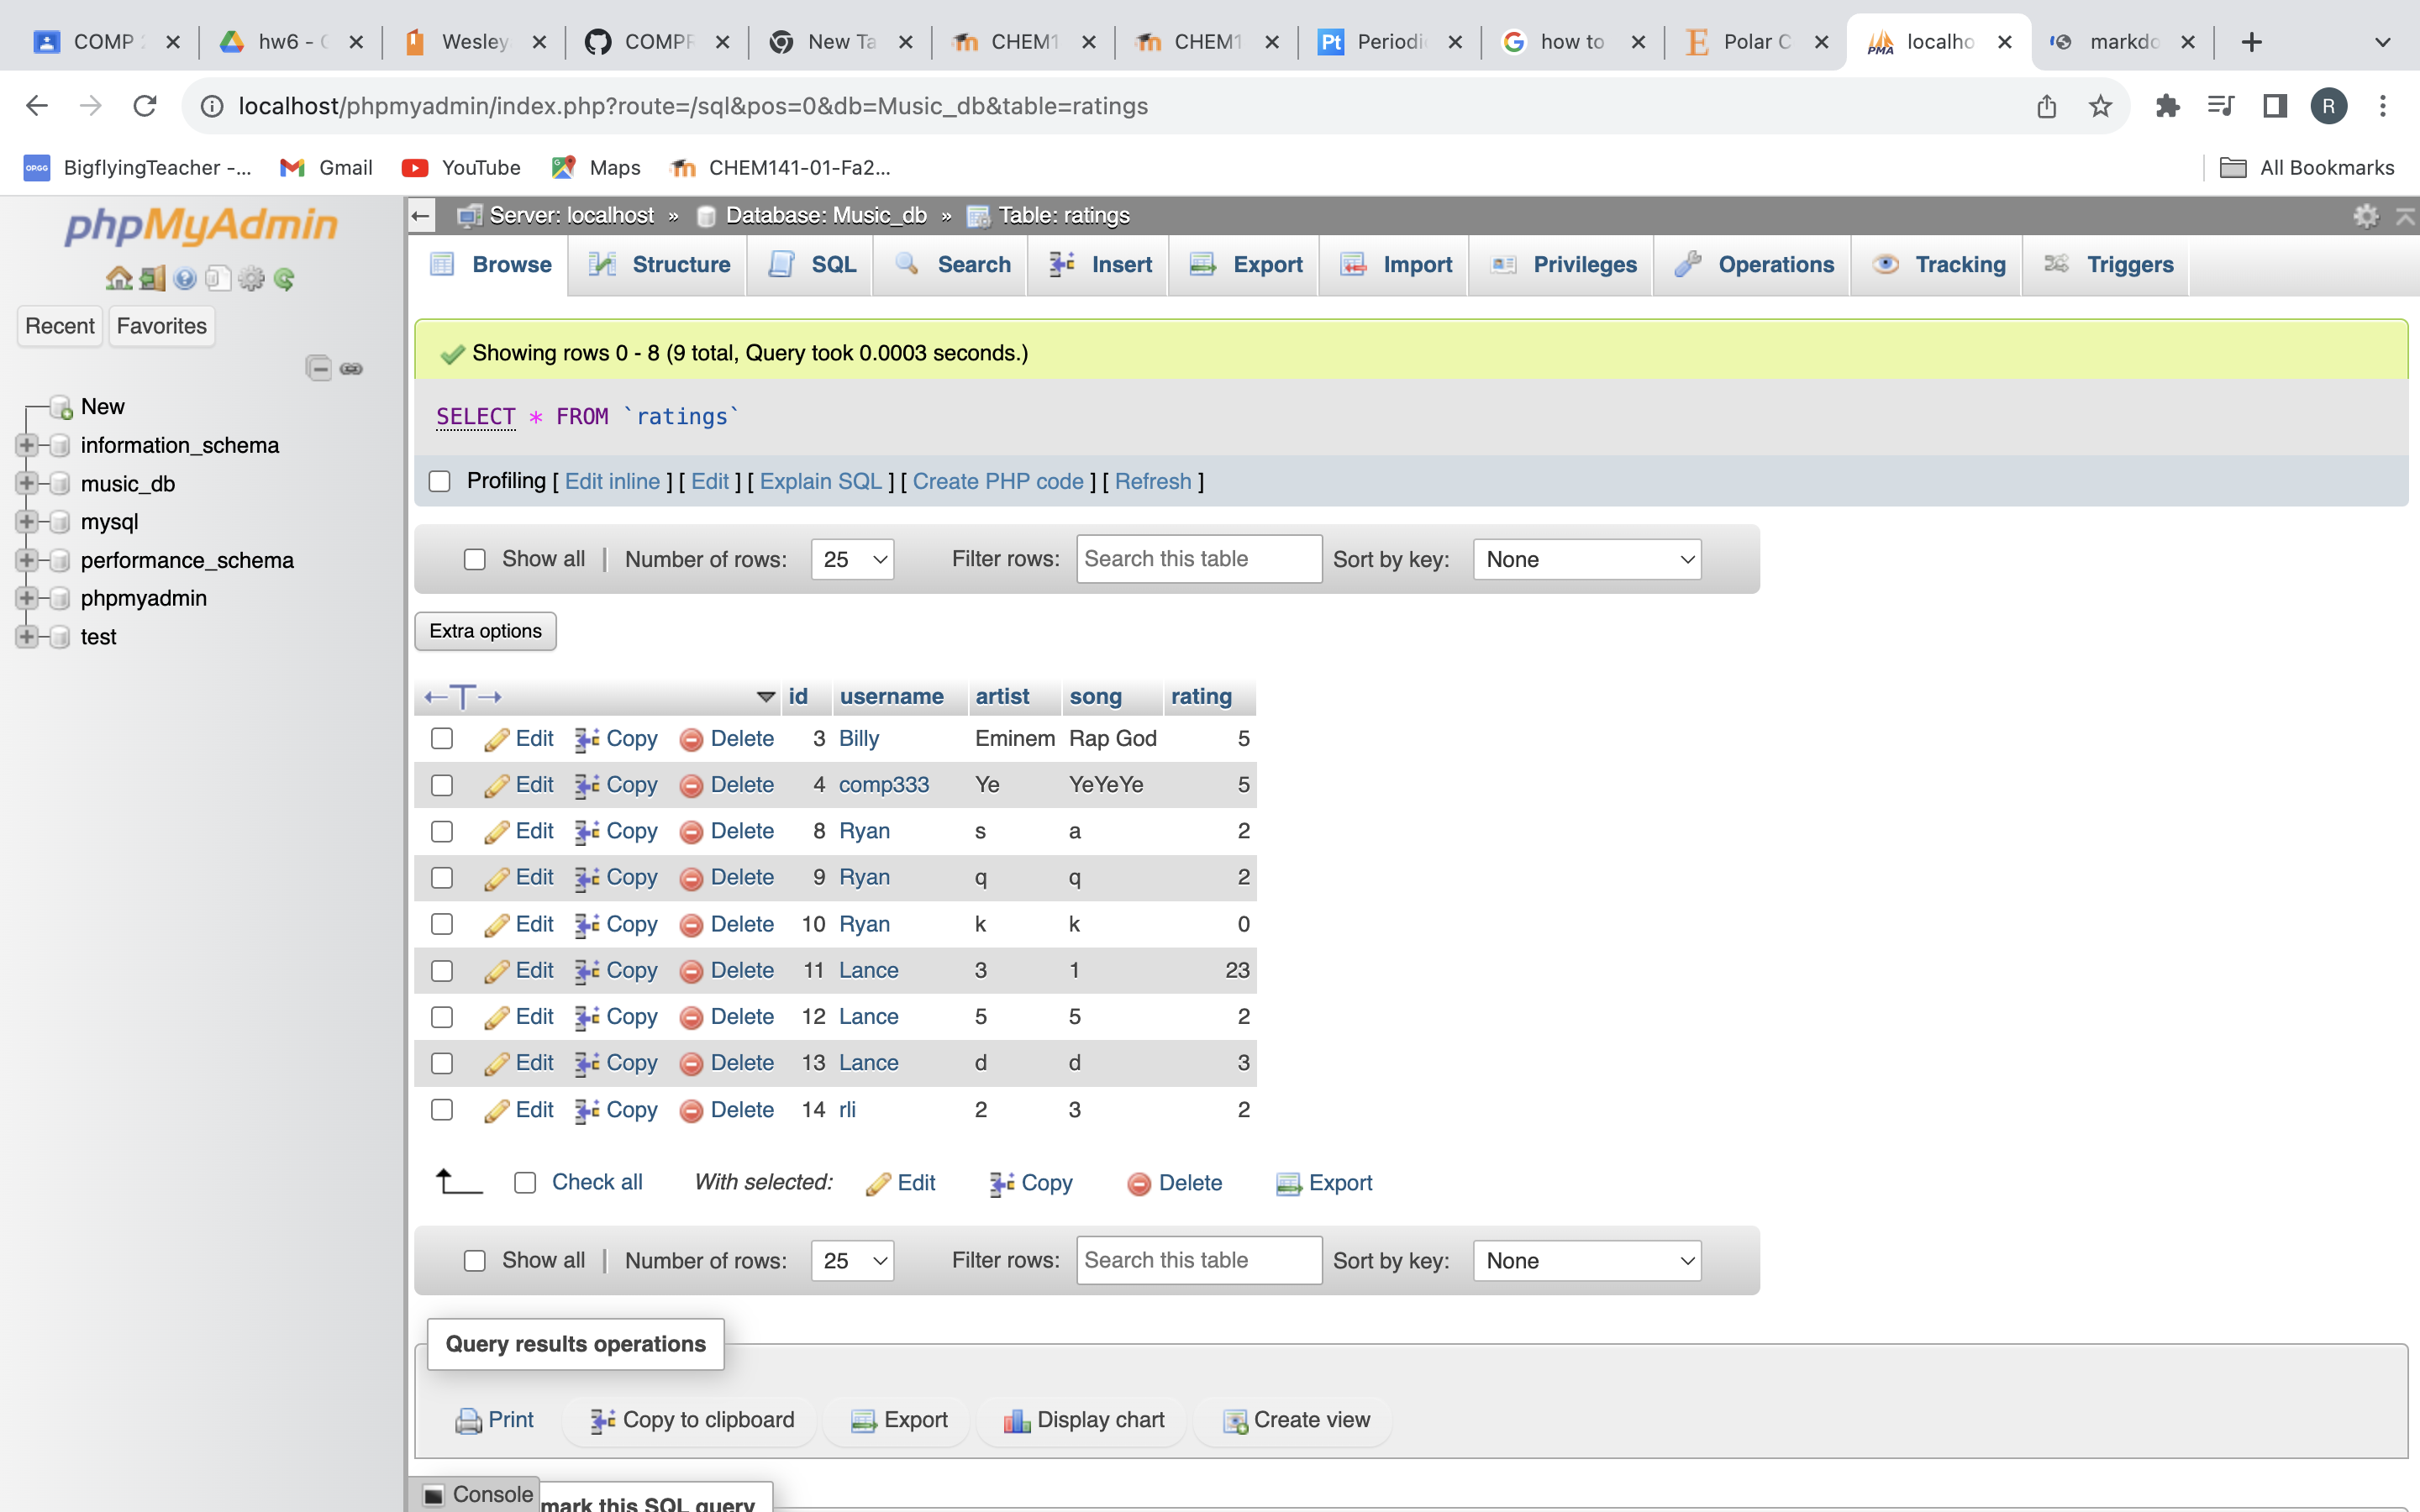 COMP hw6 - Wesley COMP New Ta CHEM1 CHEM1 Periodi how to Polar C localho markdo
localhost/phpmyadmin/index.php?route=/sql&pos=0&db=Music_db&table=ratings
R
OP.GG BigflyingTeacher -... Gmail YouTube Maps CHEM141-01-Fa2... All Bookmarks
phpMyAdmin
Recent Favorites
New
information_schema
music_db
mysql
performance_schema
phpmyadmin
test
Server: localhost » Database: Music_db » Table: ratings
Browse Structure SQL Search Insert Export Import Privileges Operations Tracking Triggers
Showing rows 0 - 8 (9 total, Query took 0.0003 seconds.)
SELECT * FROM `ratings`
Profiling [ Edit inline ] [ Edit ] [ Explain SQL ] [ Create PHP code ] [ Refresh ]
Show all | Number of rows: 25 Filter rows: Search this table Sort by key: None
Extra options
id username artist song rating
Edit Copy Delete 3 Billy Eminem Rap God 5
Edit Copy Delete 4 comp333 Ye YeYeYe 5
Edit Copy Delete 8 Ryan s a 2
Edit Copy Delete 9 Ryan q q 2
Edit Copy Delete 10 Ryan k k 0
Edit Copy Delete 11 Lance 3 1 23
Edit Copy Delete 12 Lance 5 5 2
Edit Copy Delete 13 Lance d d 3
Edit Copy Delete 14 rli 2 3 2
Check all With selected: Edit Copy Delete Export
Show all | Number of rows: 25 Filter rows: Search this table Sort by key: None
Query results operations
Print Copy to clipboard Export Display chart Create view
Console mark this SQL query